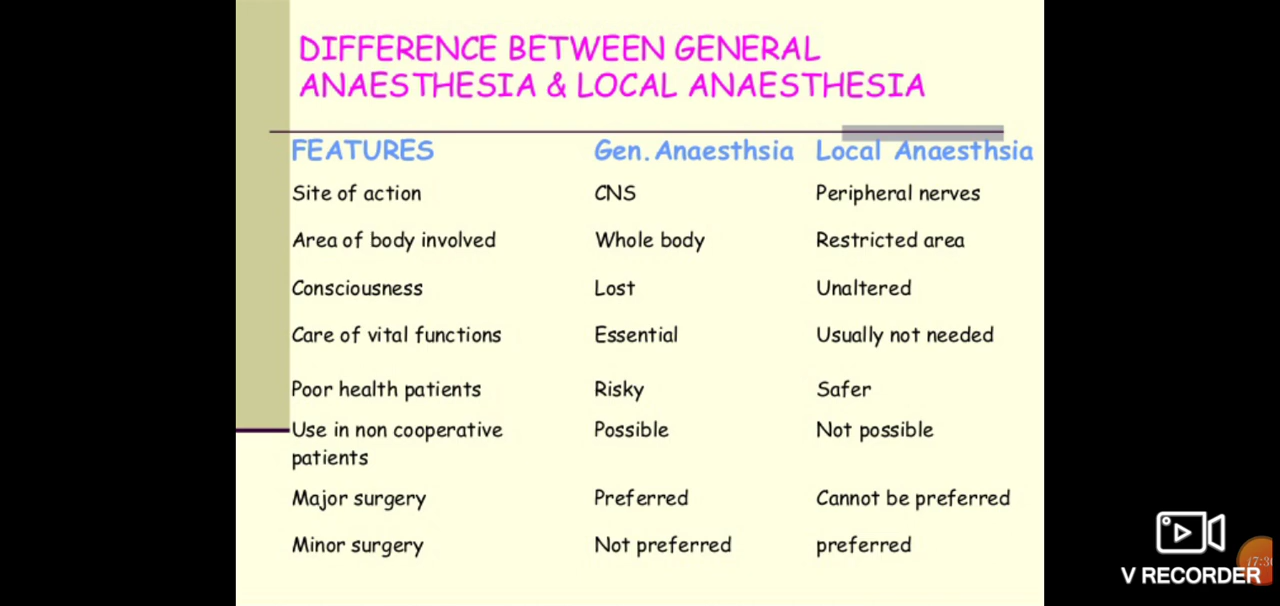 DIFFERENCE BETWEEN GENERAL
ANAESTHESIA & LOCAL ANAESTHESIA
FEATURES Gen. Anaesthsia Local Anaesthsia
Site of action CNS Peripheral nerves
Area of body involved Whole body Restricted area
Consciousness Lost Unaltered
Care of vital functions Essential Usually not needed
Poor health patients Risky Safer
Use in non cooperative Possible Not possible
patients
Major surgery Preferred Cannot be preferred
Minor surgery Not preferred preferred
V RECORDER